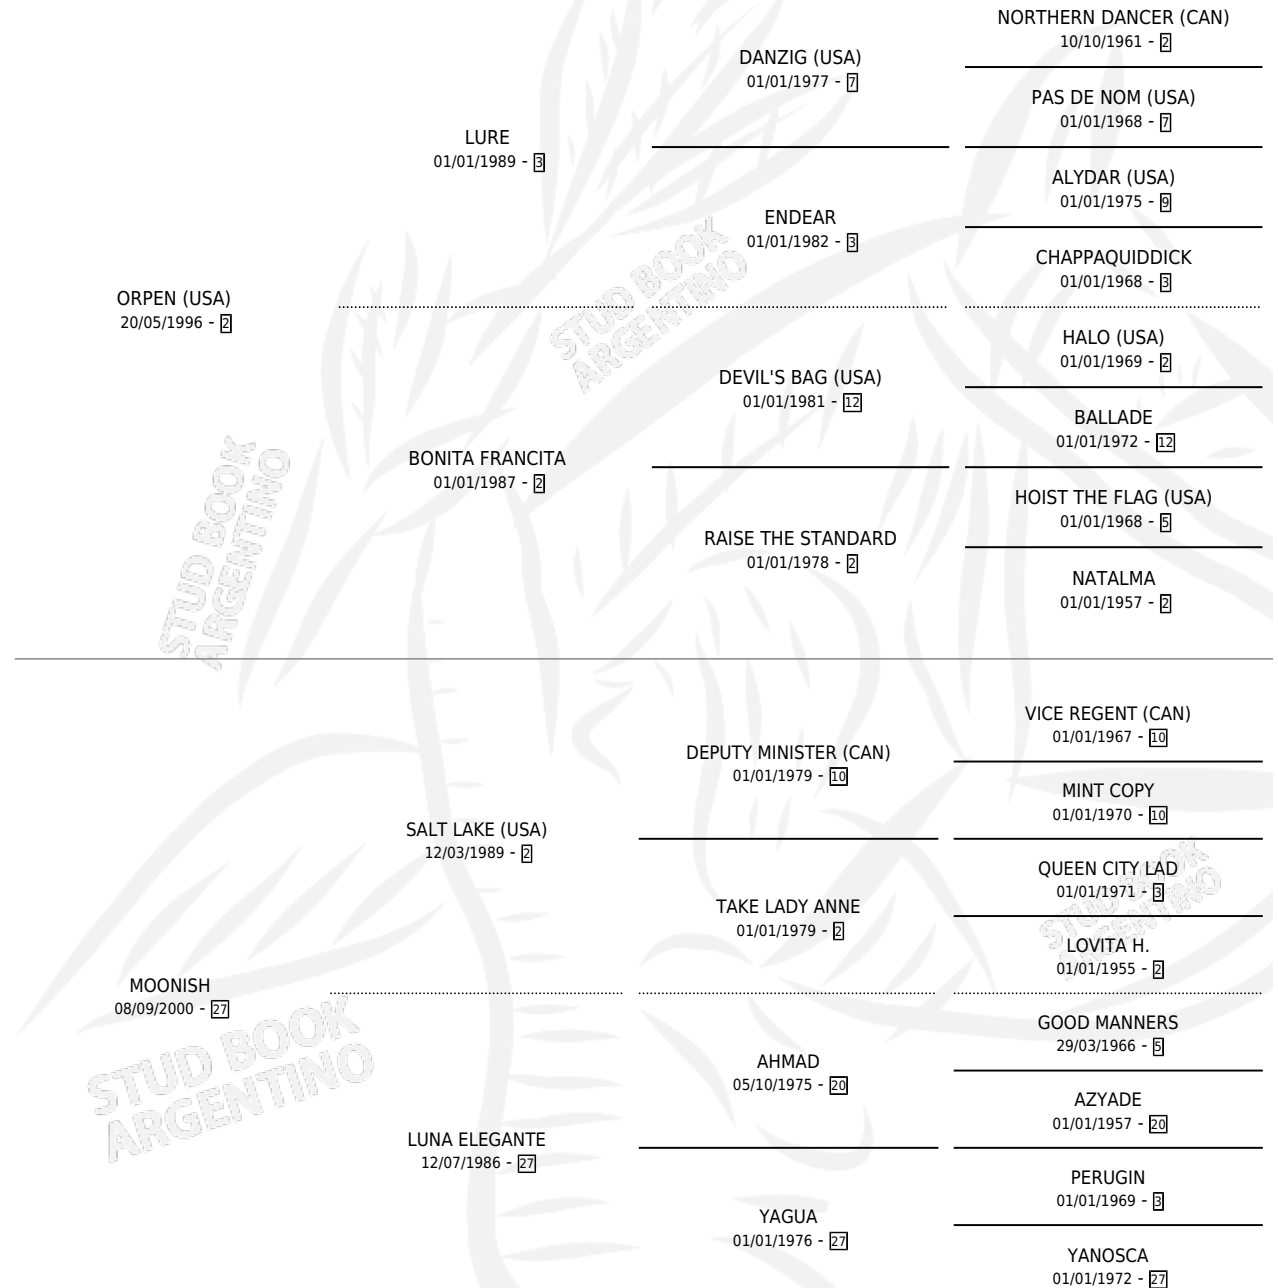 NORTHERN DANCER (CAN)
10/10/1961 - 2
DANZIG (USA)
01/01/1977 - 7
PAS DE NOM (USA)
01/01/1968 - 7
LURE
01/01/1989 - 3
ALYDAR (USA)
01/01/1975 - 9
ENDEAR
01/01/1982 - 3
CHAPPAQUIDDICK
01/01/1968 - 3
ORPEN (USA)
20/05/1996 - 2
HALO (USA)
01/01/1969 - 2
DEVIL'S BAG (USA)
01/01/1981 - 12
BALLADE
01/01/1972 - 12
BONITA FRANCITA
01/01/1987 - 2
HOIST THE FLAG (USA)
01/01/1968 - 5
RAISE THE STANDARD
01/01/1978 - 2
NATALMA
01/01/1957 - 2
VICE REGENT (CAN)
01/01/1967 - 10
DEPUTY MINISTER (CAN)
01/01/1979 - 10
MINT COPY
01/01/1970 - 10
SALT LAKE (USA)
12/03/1989 - 2
QUEEN CITY LAD
01/01/1971 - 3
TAKE LADY ANNE
01/01/1979 - 2
LOVITA H.
01/01/1955 - 2
MOONISH
08/09/2000 - 27
GOOD MANNERS
29/03/1966 - 5
AHMAD
05/10/1975 - 20
AZYADE
01/01/1957 - 20
LUNA ELEGANTE
12/07/1986 - 27
PERUGIN
01/01/1969 - 3
YAGUA
01/01/1976 - 27
YANOSCA
01/01/1972 - 27
STUD BOOK
ARGENTINO
STUD BOOK
ARGENTINO
STUD BOOK
ARGENTINO
STUD BOOK
ARGENTINO